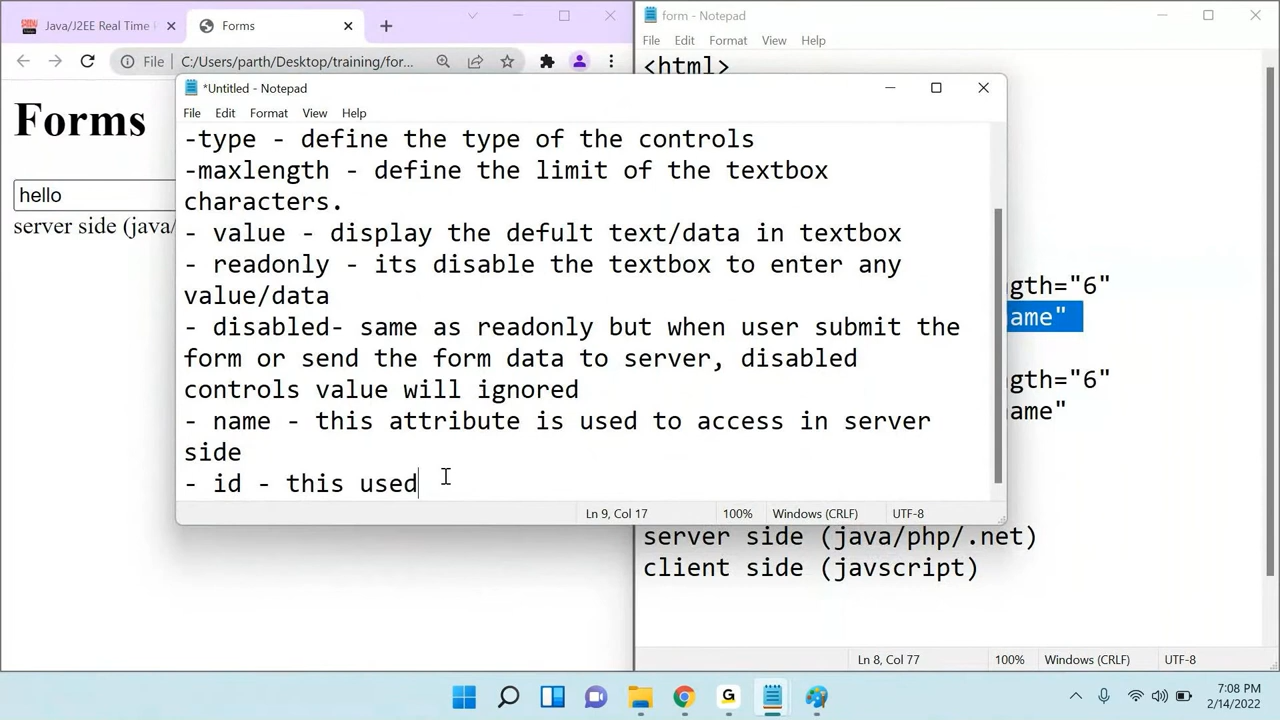 Java/J2EE Real Time
Forms
File
C:/Users/parth/Desktop/training/for...
Forms
hello
server side (java/
form - Notepad
File Edit Format View Help
<html>
gth="6"
ame"
gth="6"
ame"
server side (java/php/.net)
client side (javscript)
Ln 8, Col 77
100%
Windows (CRLF)
UTF-8
*Untitled - Notepad
File Edit Format View Help
-type - define the type of the controls
-maxlength - define the limit of the textbox
characters.
- value - display the defult text/data in textbox
- readonly - its disable the textbox to enter any
value/data
- disabled- same as readonly but when user submit the
form or send the form data to server, disabled
controls value will ignored
- name - this attribute is used to access in server
side
- id - this used
Ln 9, Col 17
100%
Windows (CRLF)
UTF-8
G
7:08 PM
2/14/2022